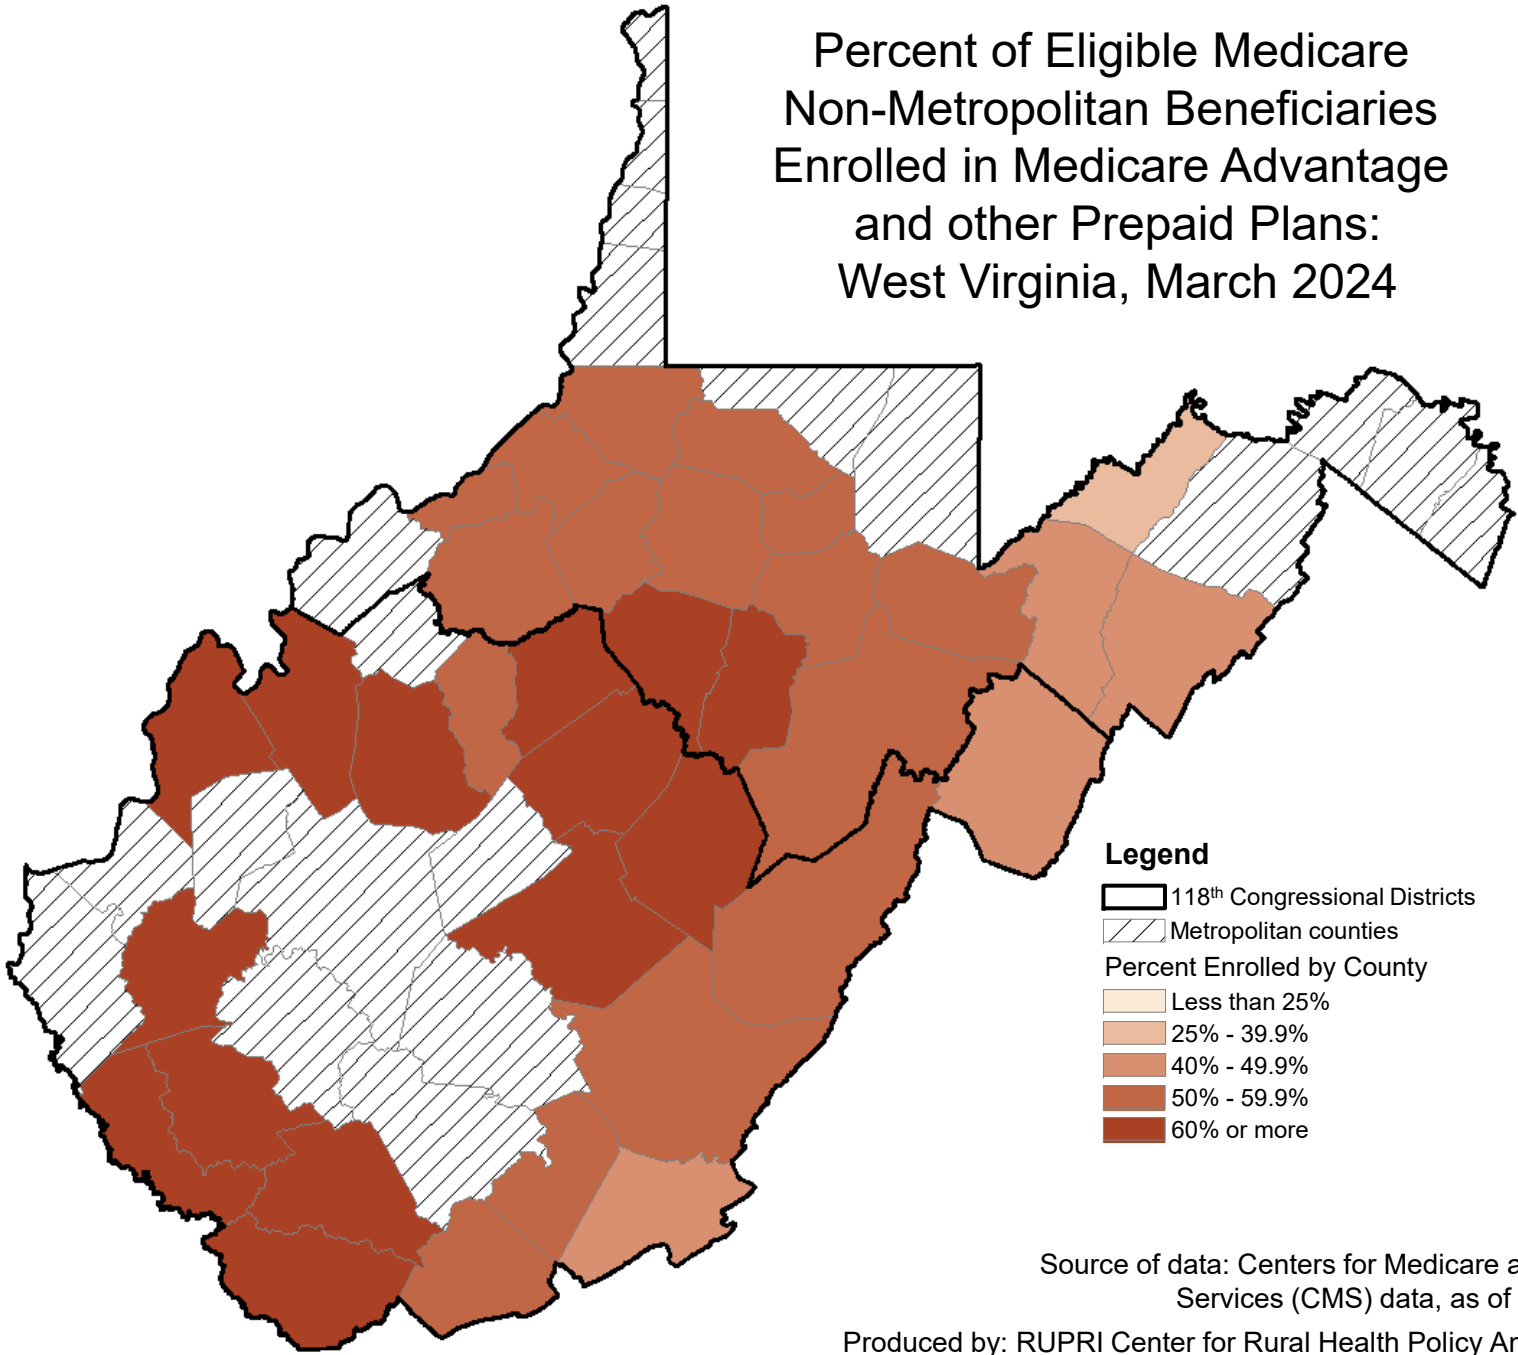 Percent of Eligible Medicare
Non-Metropolitan Beneficiaries
Enrolled in Medicare Advantage
and other Prepaid Plans:
West Virginia, March 2024
Legend
118th Congressional Districts
Metropolitan counties
Percent Enrolled by County
Less than 25%
25% - 39.9%
40% - 49.9%
50% - 59.9%
60% or more
Source of data: Centers for Medicare a
Services (CMS) data, as of
Produced by: RUPRI Center for Rural Health Policy An